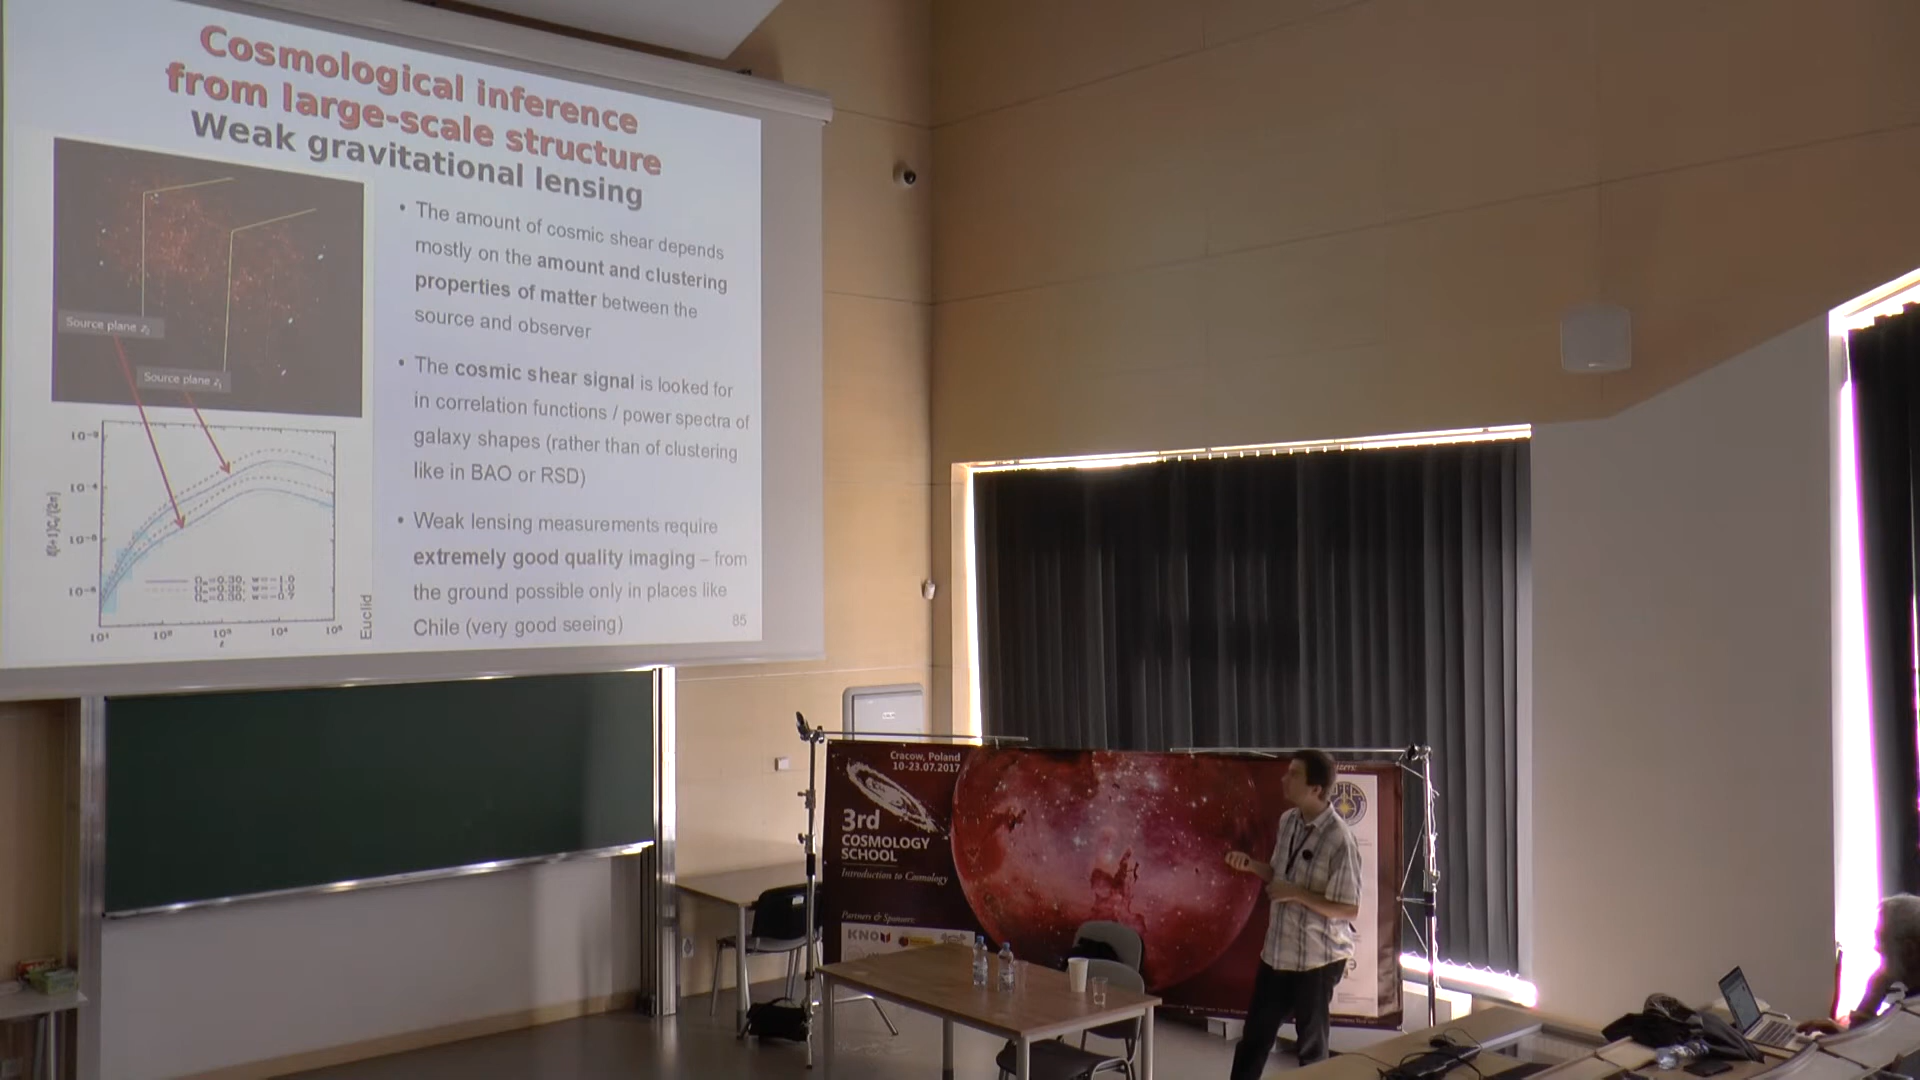 Cosmological inference
from large-scale structure
Weak gravitational lensing
Source plane z₂
Source plane z₁
• The amount of cosmic shear depends
mostly on the amount and clustering
properties of matter between the
source and observer
• The cosmic shear signal is looked for
in correlation functions / power spectra of
galaxy shapes (rather than of clustering
like in BAO or RSD)
• Weak lensing measurements require
extremely good quality imaging – from
the ground possible only in places like
Chile (very good seeing)
85
Euclid
Cracow, Poland
10-23.07.2017
3rd
COSMOLOGY
SCHOOL
Introduction to Cosmology
Partners & Sponsors:
KNO